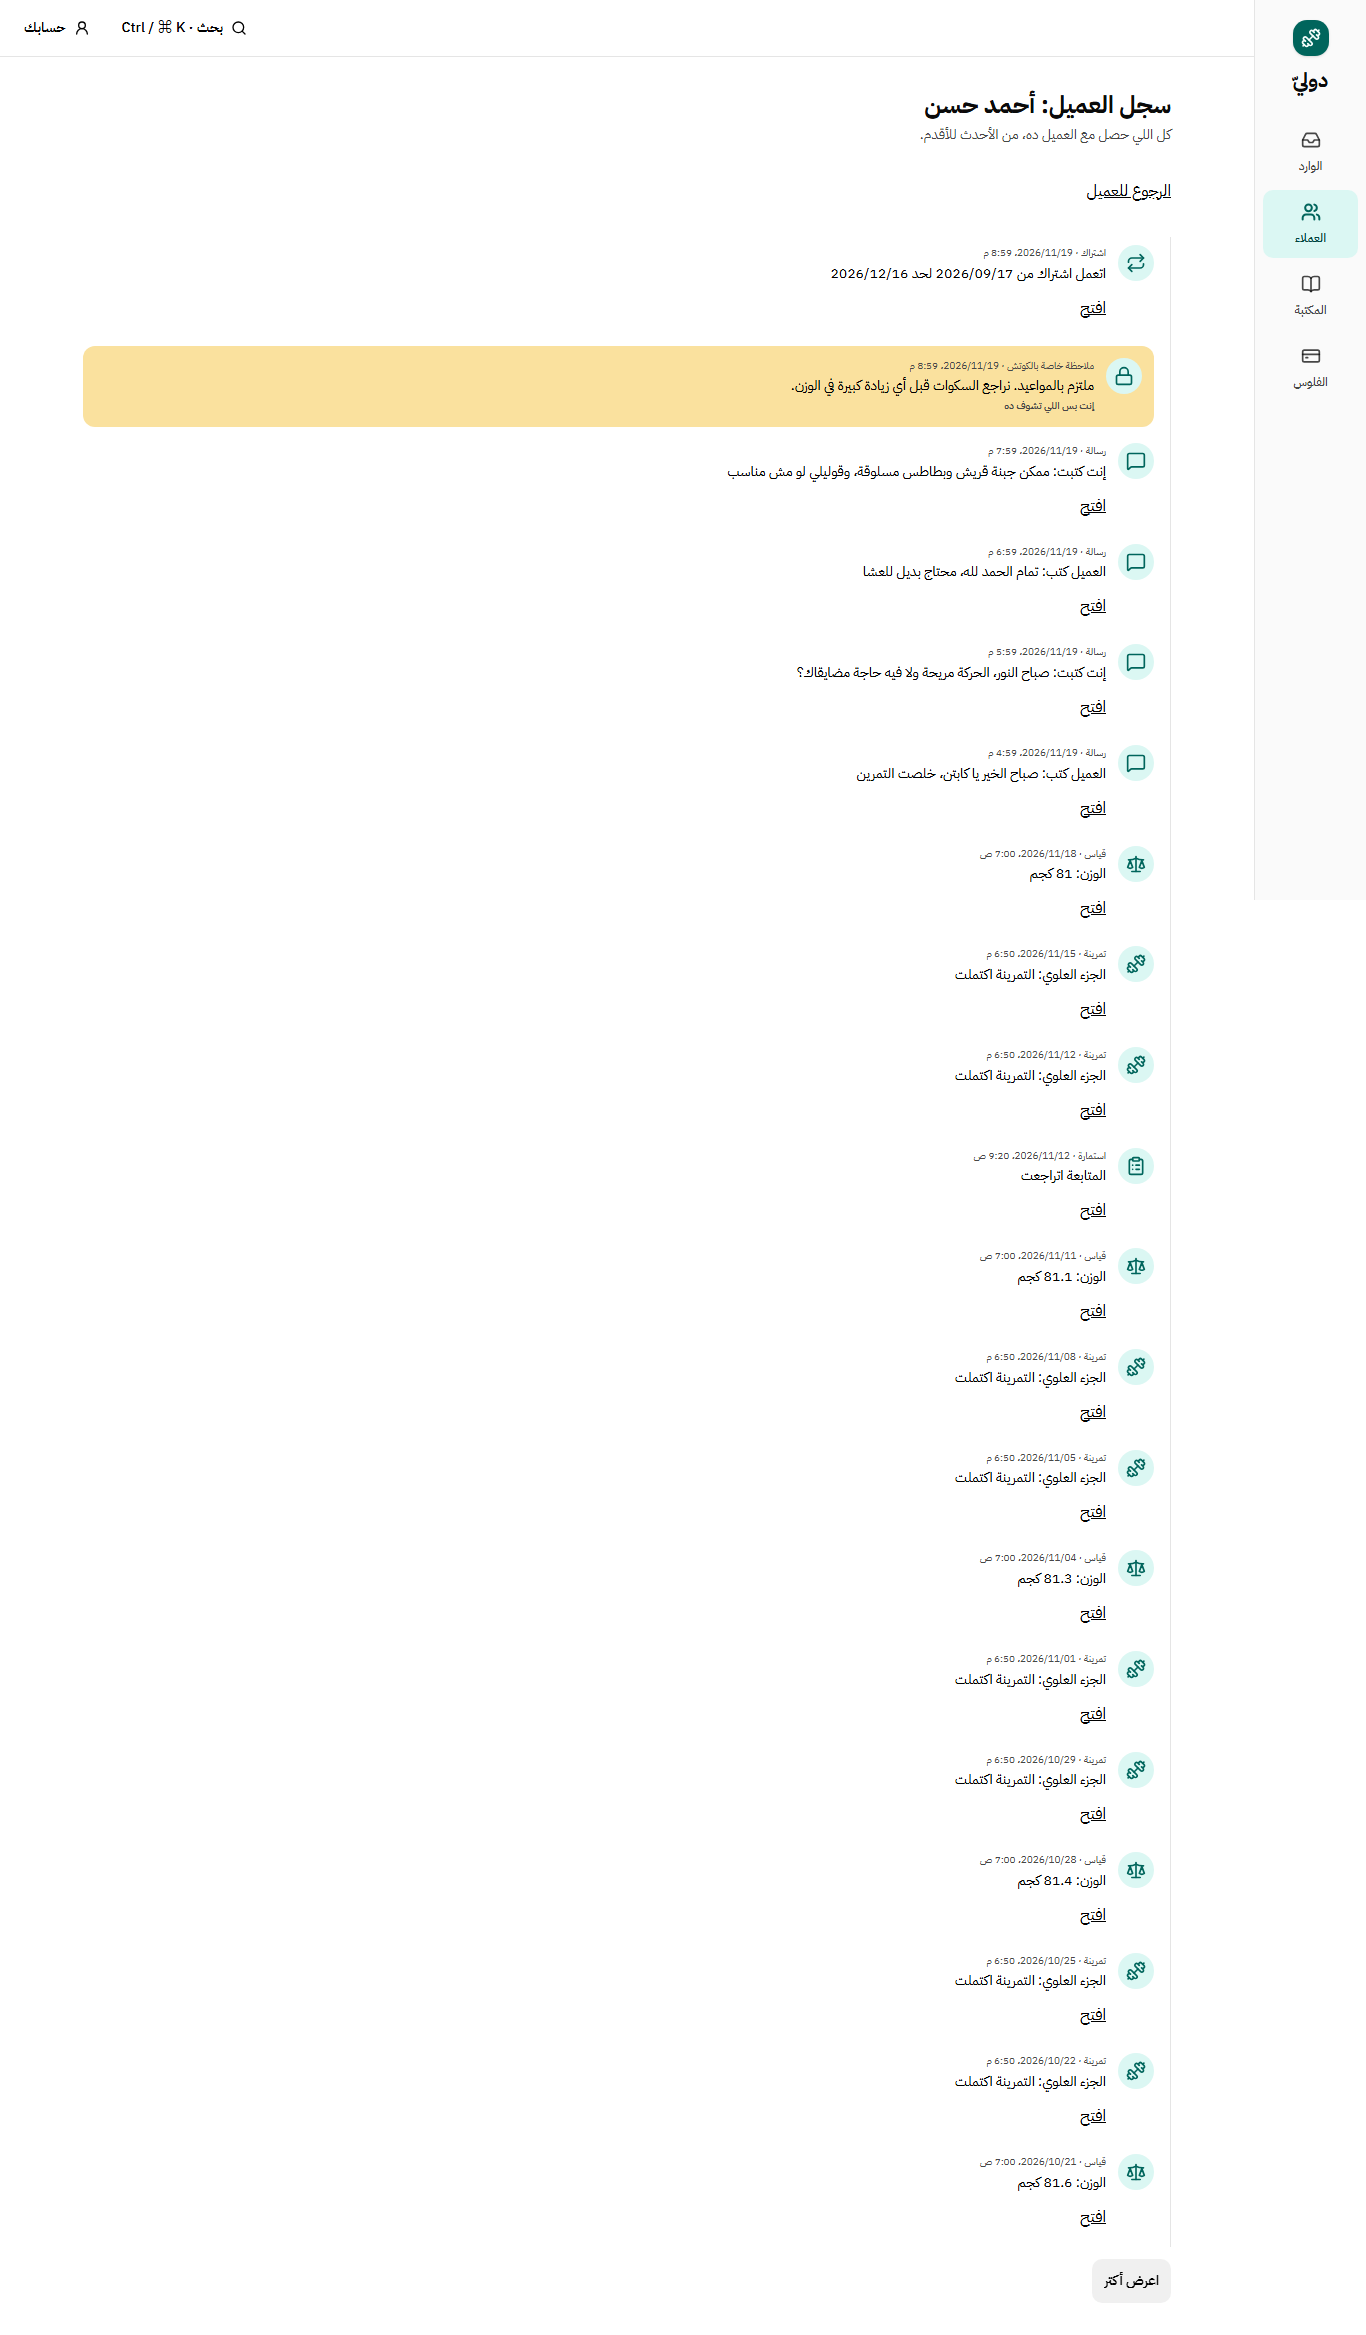 دوليّ
الوارد
العملاء
المكتبة
الفلوس
بحث · Ctrl / ⌘ K
حسابك
سجل العميل: أحمد حسن
كل اللي حصل مع العميل ده، من الأحدث للأقدم.
الرجوع للعميل
اشتراك · 2026/11/19، 8:59 م
اتعمل اشتراك من 2026/09/17 لحد 2026/12/16
افتح
ملاحظة خاصة بالكوتش · 2026/11/19، 8:59 م
ملتزم بالمواعيد. نراجع السكوات قبل أي زيادة كبيرة في الوزن.
إنت بس اللي تشوف ده
رسالة · 2026/11/19، 7:59 م
إنت كتبت: ممكن جبنة قريش وبطاطس مسلوقة، وقوليلي لو مش مناسب
افتح
رسالة · 2026/11/19، 6:59 م
العميل كتب: تمام الحمد لله، محتاج بديل للعشا
افتح
رسالة · 2026/11/19، 5:59 م
إنت كتبت: صباح النور، الحركة مريحة ولا فيه حاجة مضايقاك؟
افتح
رسالة · 2026/11/19، 4:59 م
العميل كتب: صباح الخير يا كابتن، خلصت التمرين
افتح
قياس · 2026/11/18، 7:00 ص
الوزن: 81 كجم
افتح
تمرينة · 2026/11/15، 6:50 م
الجزء العلوي: التمرينة اكتملت
افتح
تمرينة · 2026/11/12، 6:50 م
الجزء العلوي: التمرينة اكتملت
افتح
استمارة · 2026/11/12، 9:20 ص
المتابعة اتراجعت
افتح
قياس · 2026/11/11، 7:00 ص
الوزن: 81.1 كجم
افتح
تمرينة · 2026/11/08، 6:50 م
الجزء العلوي: التمرينة اكتملت
افتح
تمرينة · 2026/11/05، 6:50 م
الجزء العلوي: التمرينة اكتملت
افتح
قياس · 2026/11/04، 7:00 ص
الوزن: 81.3 كجم
افتح
تمرينة · 2026/11/01، 6:50 م
الجزء العلوي: التمرينة اكتملت
افتح
تمرينة · 2026/10/29، 6:50 م
الجزء العلوي: التمرينة اكتملت
افتح
قياس · 2026/10/28، 7:00 ص
الوزن: 81.4 كجم
افتح
تمرينة · 2026/10/25، 6:50 م
الجزء العلوي: التمرينة اكتملت
افتح
تمرينة · 2026/10/22، 6:50 م
الجزء العلوي: التمرينة اكتملت
افتح
قياس · 2026/10/21، 7:00 ص
الوزن: 81.6 كجم
افتح
اعرض أكتر